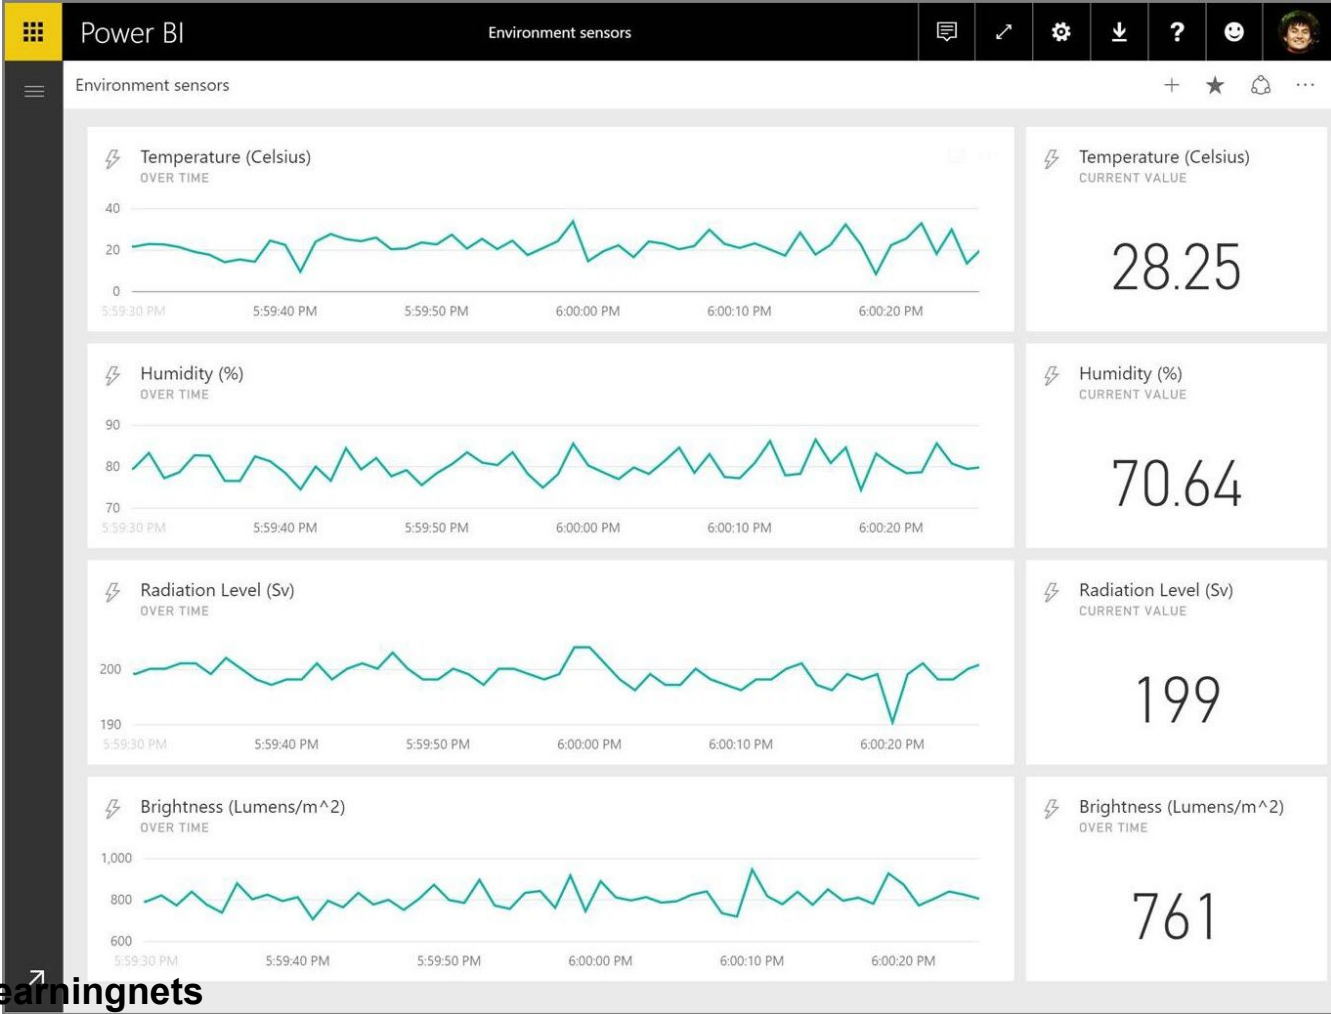 Power BI
Environment sensors
?
Environment sensors
Temperature (Celsius)
OVER TIME
40
20
0
5:59:30 PM
5:59:40 PM
5:59:50 PM
6:00:00 PM
6:00:10 PM
6:00:20 PM
Temperature (Celsius)
CURRENT VALUE
28.25
Humidity (%)
OVER TIME
90
80
70
5:59:30 PM
5:59:40 PM
5:59:50 PM
6:00:00 PM
6:00:10 PM
6:00:20 PM
Humidity (%)
CURRENT VALUE
70.64
Radiation Level (Sv)
OVER TIME
200
190
5:59:30 PM
5:59:40 PM
5:59:50 PM
6:00:00 PM
6:00:10 PM
6:00:20 PM
Radiation Level (Sv)
CURRENT VALUE
199
Brightness (Lumens/m^2)
OVER TIME
1,000
800
600
5:59:30 PM
5:59:40 PM
5:59:50 PM
6:00:00 PM
6:00:10 PM
6:00:20 PM
Brightness (Lumens/m^2)
OVER TIME
761
earningnets